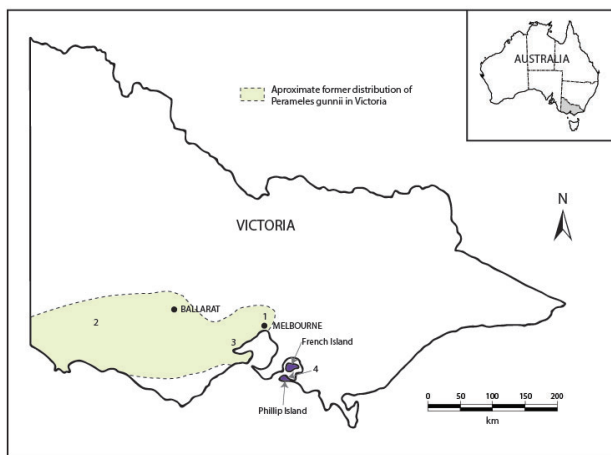 AUSTRALIA
Aproximate former distribution of
Perameles gunnii in Victoria
N
VICTORIA
BALLARAT
2
1
MELBOURNE
3
French Island
4
Phillip Island
0 50 100 150 200
km